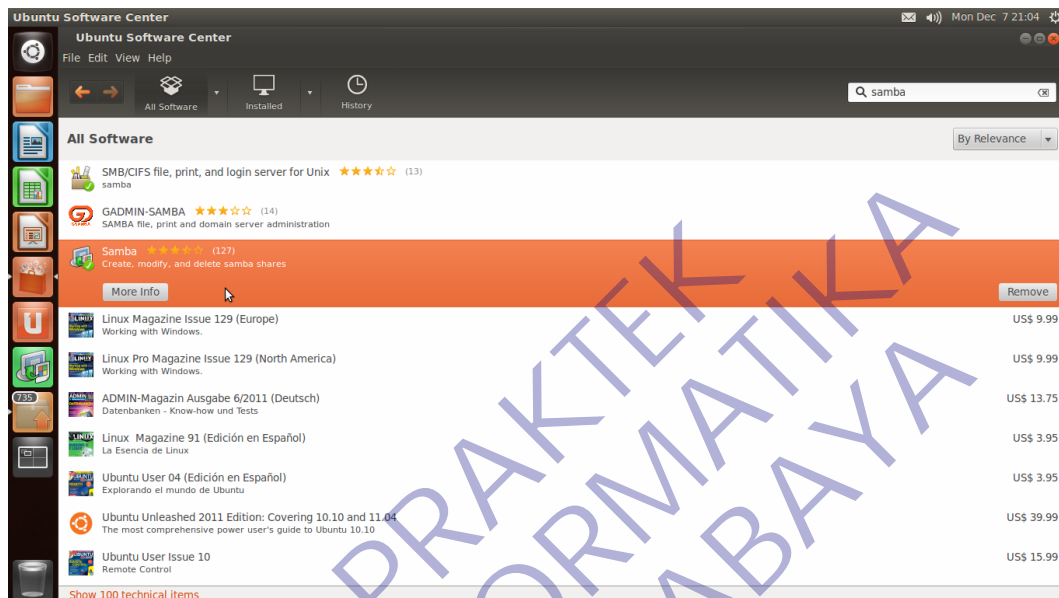 Ubuntu Software Center
Mon Dec 7 21:04
Ubuntu Software Center
File Edit View Help
All Software
Installed
History
samba
All Software
By Relevance
SMB/CIFS file, print, and login server for Unix (13)
samba
GADMIN-SAMBA (14)
SAMBA file, print and domain server administration
Samba (127)
Create, modify, and delete samba shares
More Info
Remove
Linux Magazine Issue 129 (Europe) US$ 9.99
Working with Windows.
Linux Pro Magazine Issue 129 (North America) US$ 9.99
Working with Windows.
ADMIN-Magazin Ausgabe 6/2011 (Deutsch) US$ 13.75
Datenbanken - Know-how und Tests
Linux Magazine 91 (Edición en Español) US$ 3.95
La Esencia de Linux
Ubuntu User 04 (Edición en Español) US$ 3.95
Explorando el mundo de Ubuntu
Ubuntu Unleashed 2011 Edition: Covering 10.10 and 11.04 US$ 39.99
The most comprehensive power user's guide to Ubuntu 10.10
Ubuntu User Issue 10 US$ 15.99
Remote Control
Show 100 technical items
735
PRAKTEK
ORMATIKA
ABAYA